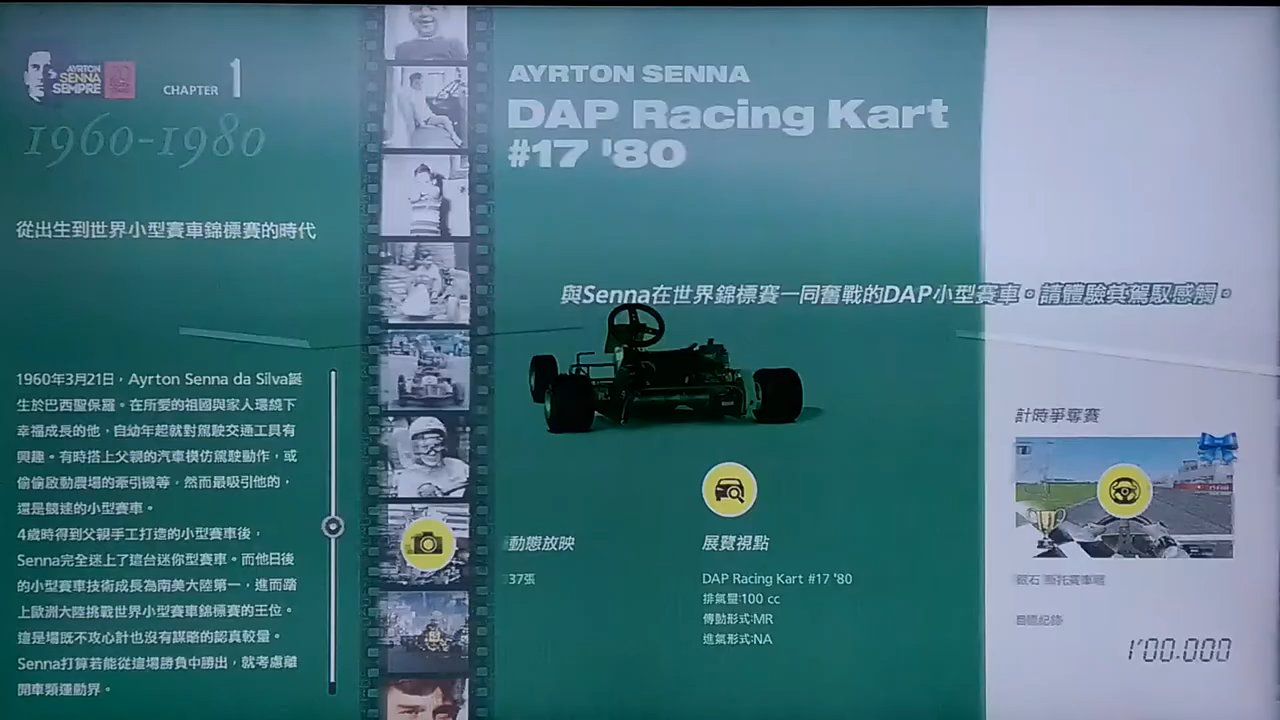 AYRTON
SENNA
SEMPRE
CHAPTER 1
1960-1980
從出生到世界小型賽車錦標賽的時代
1960年3月21日，Ayrton Senna da Silva誕
生於巴西聖保羅。在所愛的祖國與家人環繞下
幸福成長的他，自幼年起就對駕駛交通工具有
興趣。有時搭上父親的汽車模仿駕駛動作，或
偷偷啟動農場的牽引機等，然而最吸引他的，
還是競速的小型賽車。
4歲時得到父親手工打造的小型賽車後，
Senna完全迷上了這台迷你型賽車。而他日後
的小型賽車技術成長為南美大陸第一，進而踏
上歐洲大陸挑戰世界小型賽車錦標賽的王位。
這是場既不攻心計也沒有謀略的認真較量。
Senna打算若能從這場勝負中勝出，就考慮離
開車類運動界。
AYRTON SENNA
DAP Racing Kart
#17 '80
與Senna在世界錦標賽一同奮戰的DAP小型賽車。請體驗其駕馭感觸。
動態放映
37張
展覽視點
DAP Racing Kart #17 '80
排氣量:100 cc
傳動形式:MR
進氣形式:NA
計時爭奪賽
目標紀錄
1'00.000